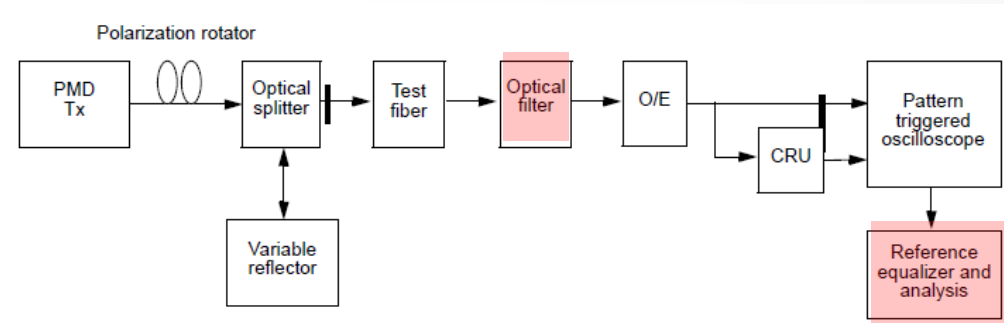 Polarization rotator
PMD
Tx
Optical
splitter
Test
fiber
Optical
filter
O/E
Pattern
triggered
oscilloscope
CRU
Variable
reflector
Reference
equalizer and
analysis